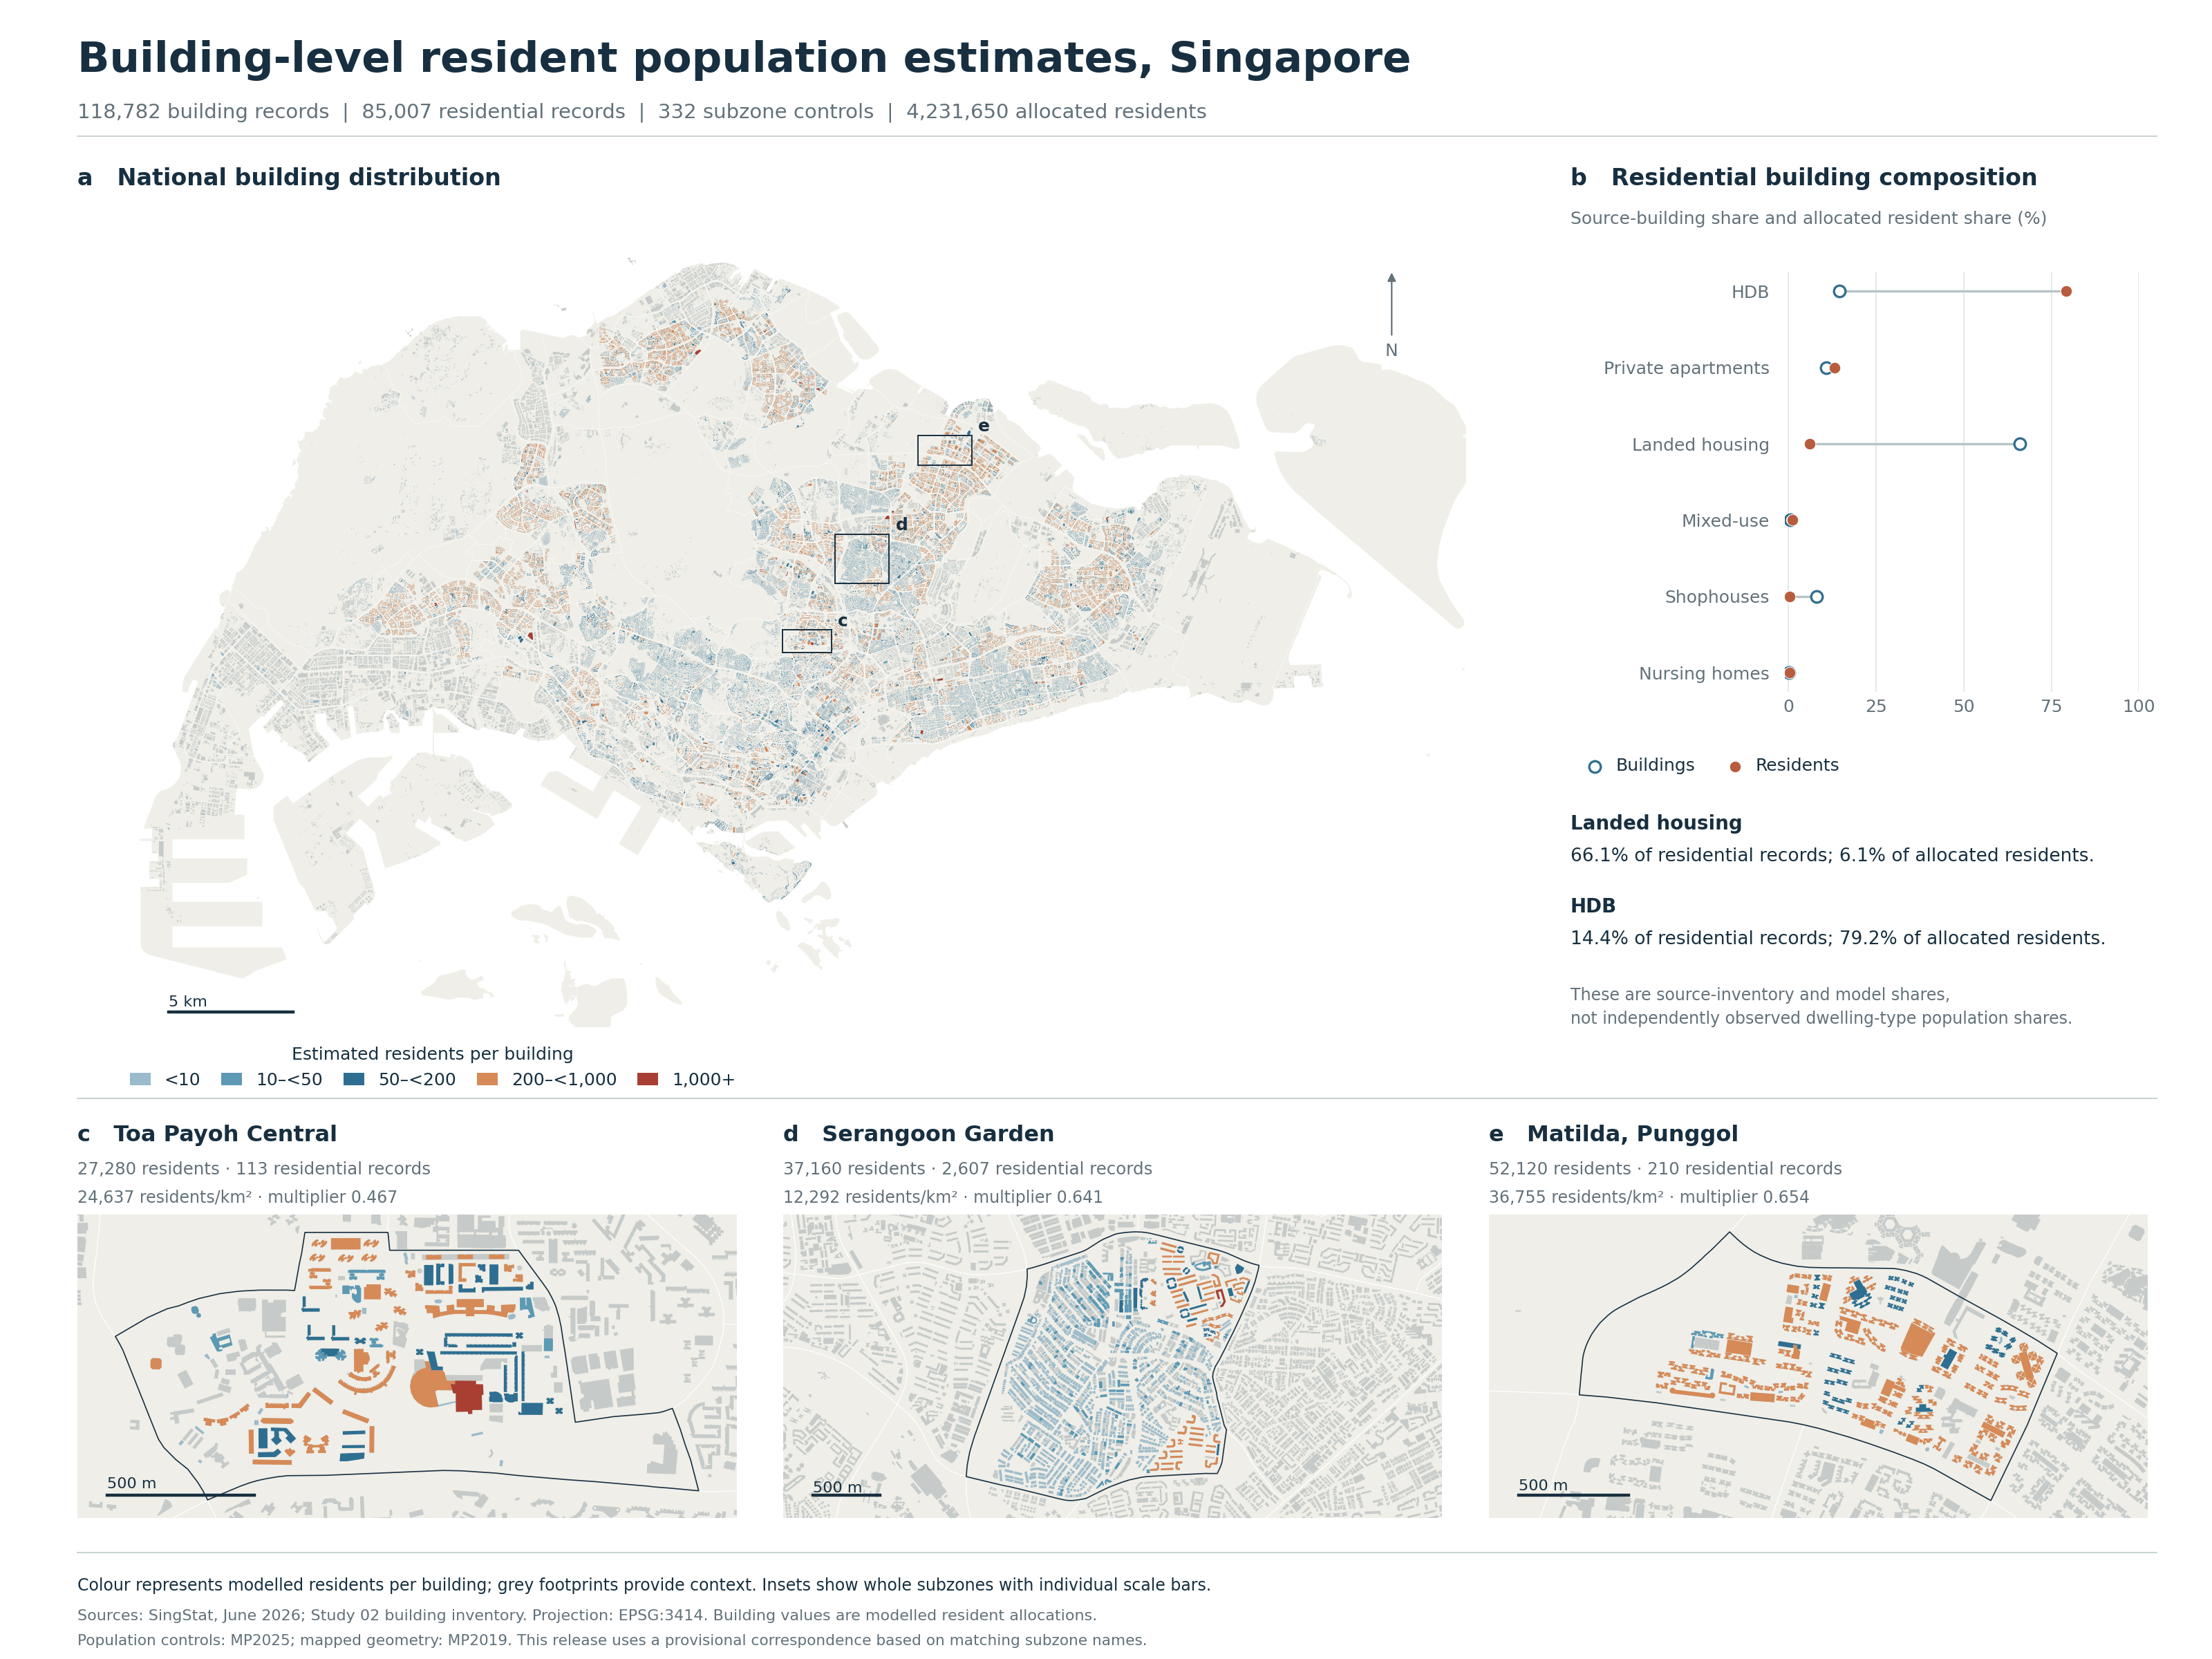 Building-level resident population estimates, Singapore
118,782 building records | 85,007 residential records | 332 subzone controls | 4,231,650 allocated residents
a National building distribution
N
e
d
c
5 km
Estimated residents per building
<10 10–<50 50–<200 200–<1,000 1,000+
b Residential building composition
Source-building share and allocated resident share (%)
HDB
Private apartments
Landed housing
Mixed-use
Shophouses
Nursing homes
0 25 50 75 100
Buildings Residents
Landed housing
66.1% of residential records; 6.1% of allocated residents.
HDB
14.4% of residential records; 79.2% of allocated residents.
These are source-inventory and model shares,
not independently observed dwelling-type population shares.
c Toa Payoh Central
27,280 residents · 113 residential records
24,637 residents/km² · multiplier 0.467
500 m
d Serangoon Garden
37,160 residents · 2,607 residential records
12,292 residents/km² · multiplier 0.641
500 m
e Matilda, Punggol
52,120 residents · 210 residential records
36,755 residents/km² · multiplier 0.654
500 m
Colour represents modelled residents per building; grey footprints provide context. Insets show whole subzones with individual scale bars.
Sources: SingStat, June 2026; Study 02 building inventory. Projection: EPSG:3414. Building values are modelled resident allocations.
Population controls: MP2025; mapped geometry: MP2019. This release uses a provisional correspondence based on matching subzone names.